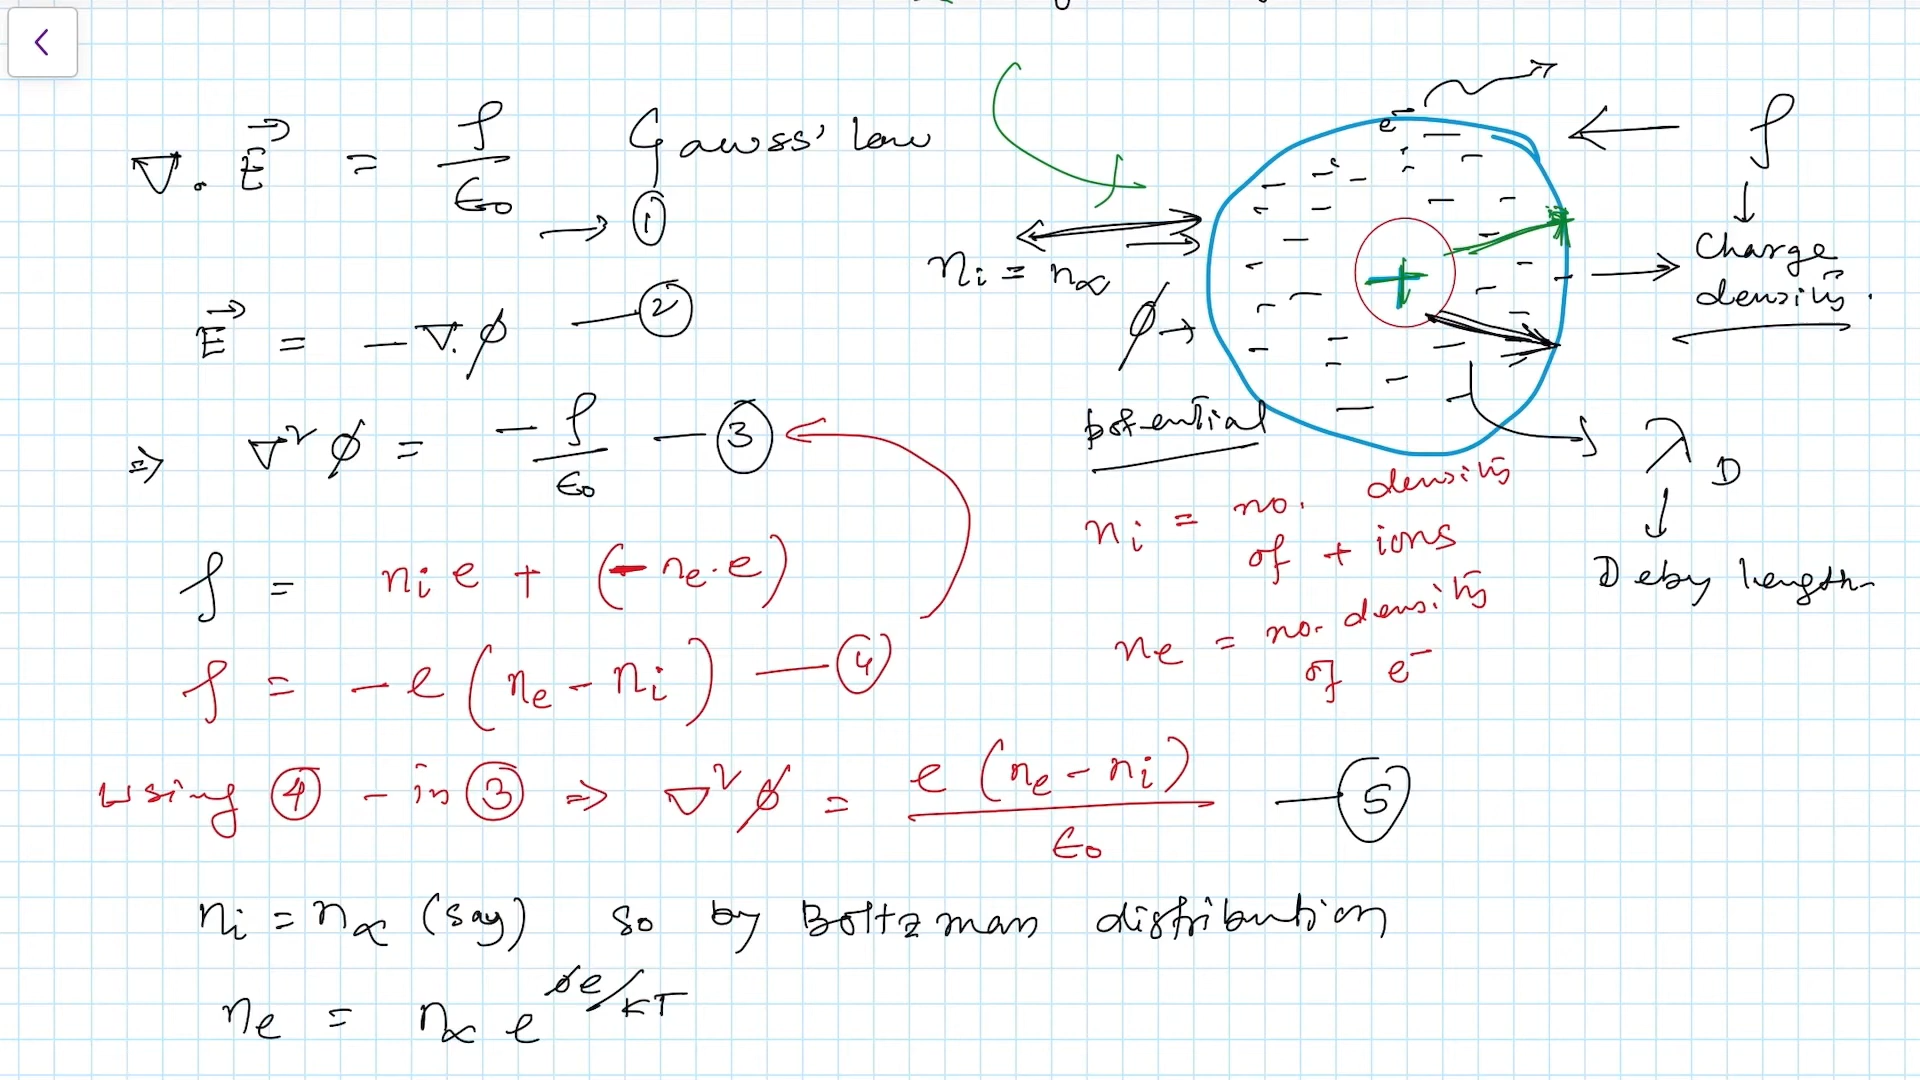 ∇. E⃗ = ρ/ϵ₀ Gauss' law
→ ①
E⃗ = −∇.ϕ — ②
⇒ ∇²ϕ = −ρ/ϵ₀ — ③
ρ = nᵢe + (−nₑ.e)
ρ = −e(nₑ − nᵢ) — ④
using ④ - in ③ ⇒ ∇²ϕ = e(nₑ − nᵢ)/ϵ₀ — ⑤
nᵢ = n∝ (say) so by Boltzman distribution
nₑ = n∝ e^ϕe/KT
e⁻
nᵢ = n∝
ϕ →
potential
+
ρ
↓
Charge
density.
λ_D
↓
Deby length
nᵢ = no. density
of + ions
nₑ = no. density
of e⁻